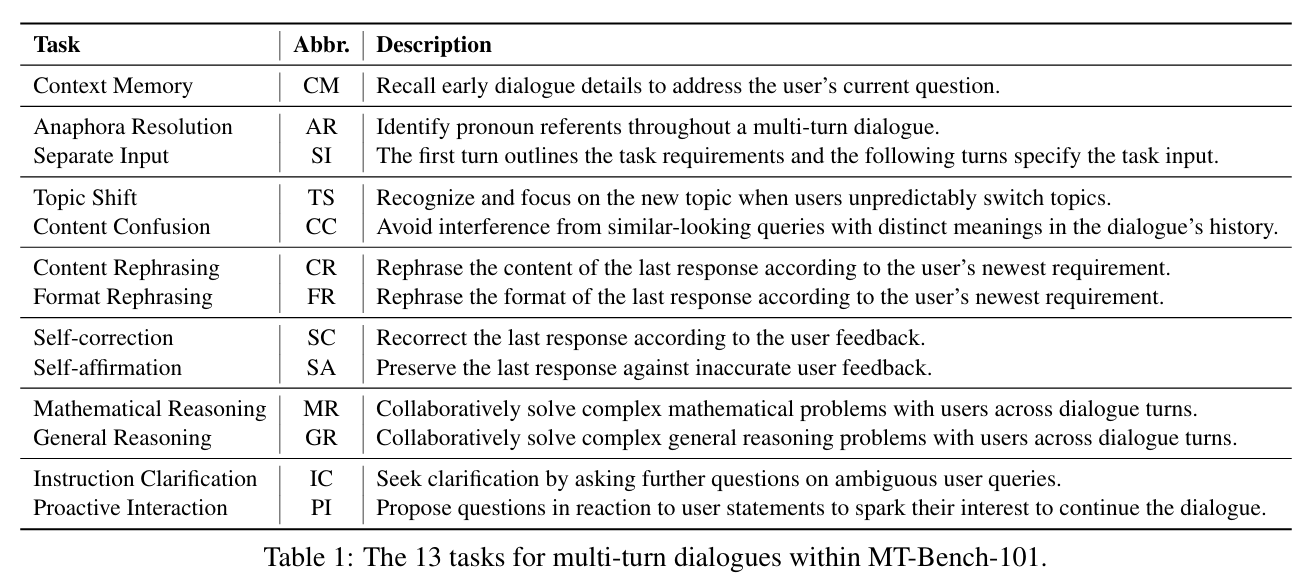 Task Abbr. Description
Context Memory CM Recall early dialogue details to address the user's current question.
Anaphora Resolution AR Identify pronoun referents throughout a multi-turn dialogue.
Separate Input SI The first turn outlines the task requirements and the following turns specify the task input.
Topic Shift TS Recognize and focus on the new topic when users unpredictably switch topics.
Content Confusion CC Avoid interference from similar-looking queries with distinct meanings in the dialogue's history.
Content Rephrasing CR Rephrase the content of the last response according to the user's newest requirement.
Format Rephrasing FR Rephrase the format of the last response according to the user's newest requirement.
Self-correction SC Recorrect the last response according to the user feedback.
Self-affirmation SA Preserve the last response against inaccurate user feedback.
Mathematical Reasoning MR Collaboratively solve complex mathematical problems with users across dialogue turns.
General Reasoning GR Collaboratively solve complex general reasoning problems with users across dialogue turns.
Instruction Clarification IC Seek clarification by asking further questions on ambiguous user queries.
Proactive Interaction PI Propose questions in reaction to user statements to spark their interest to continue the dialogue.
Table 1: The 13 tasks for multi-turn dialogues within MT-Bench-101.